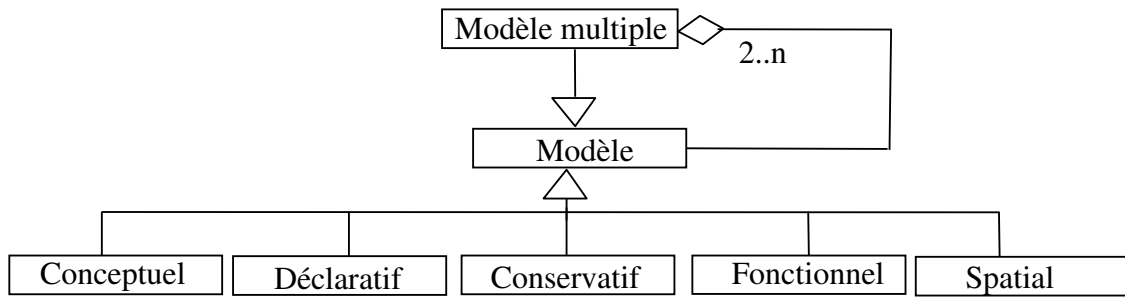 Modèle multiple
2..n
Modèle
Conceptuel
Déclaratif
Conservatif
Fonctionnel
Spatial